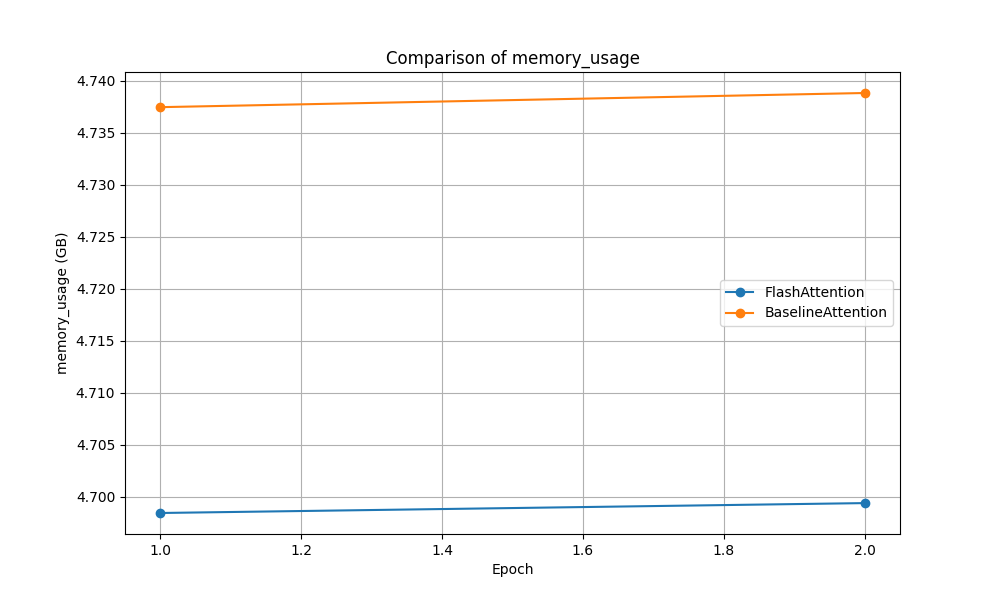 Comparison of memory_usage
memory_usage (GB)
4.740
4.735
4.730
4.725
4.720
4.715
4.710
4.705
4.700
FlashAttention
BaselineAttention
1.0 1.2 1.4 1.6 1.8 2.0
Epoch